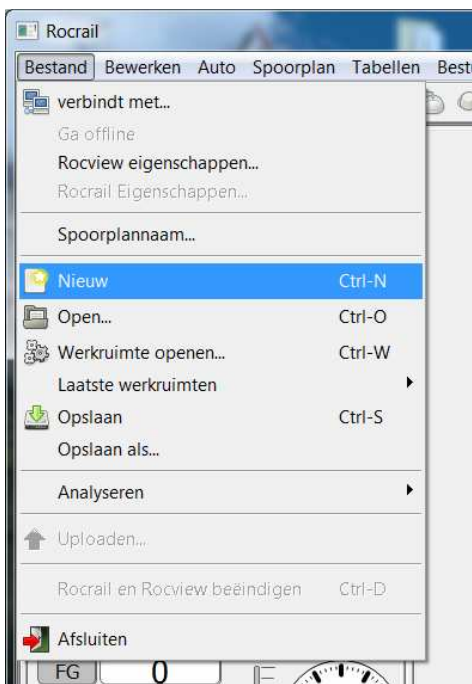 Rocrail
Bestand Bewerken Auto Spoorplan Tabellen Best
verbindt met...
Ga offline
Rocview eigenschappen...
Rocrail Eigenschappen...
Spoorplannaam...
Nieuw Ctrl-N
Open... Ctrl-O
Werkruimte openen... Ctrl-W
Laatste werkruimten
Opslaan Ctrl-S
Opslaan als...
Analyseren
Uploaden...
Rocrail en Rocview beëindigen Ctrl-D
Afsluiten
FG 0